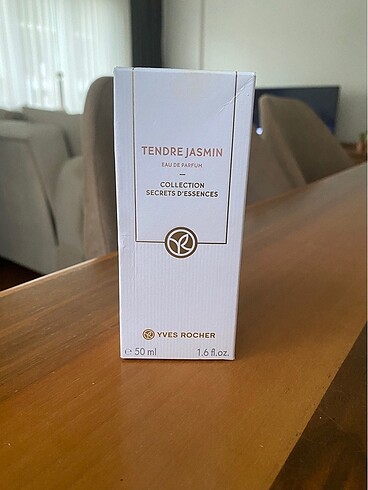 TENDRE JASMIN
EAU DE PARFUM
COLLECTION
SECRETS D'ESSENCES
YVES ROCHER
℮ 50 ml 1.6 fl.oz.